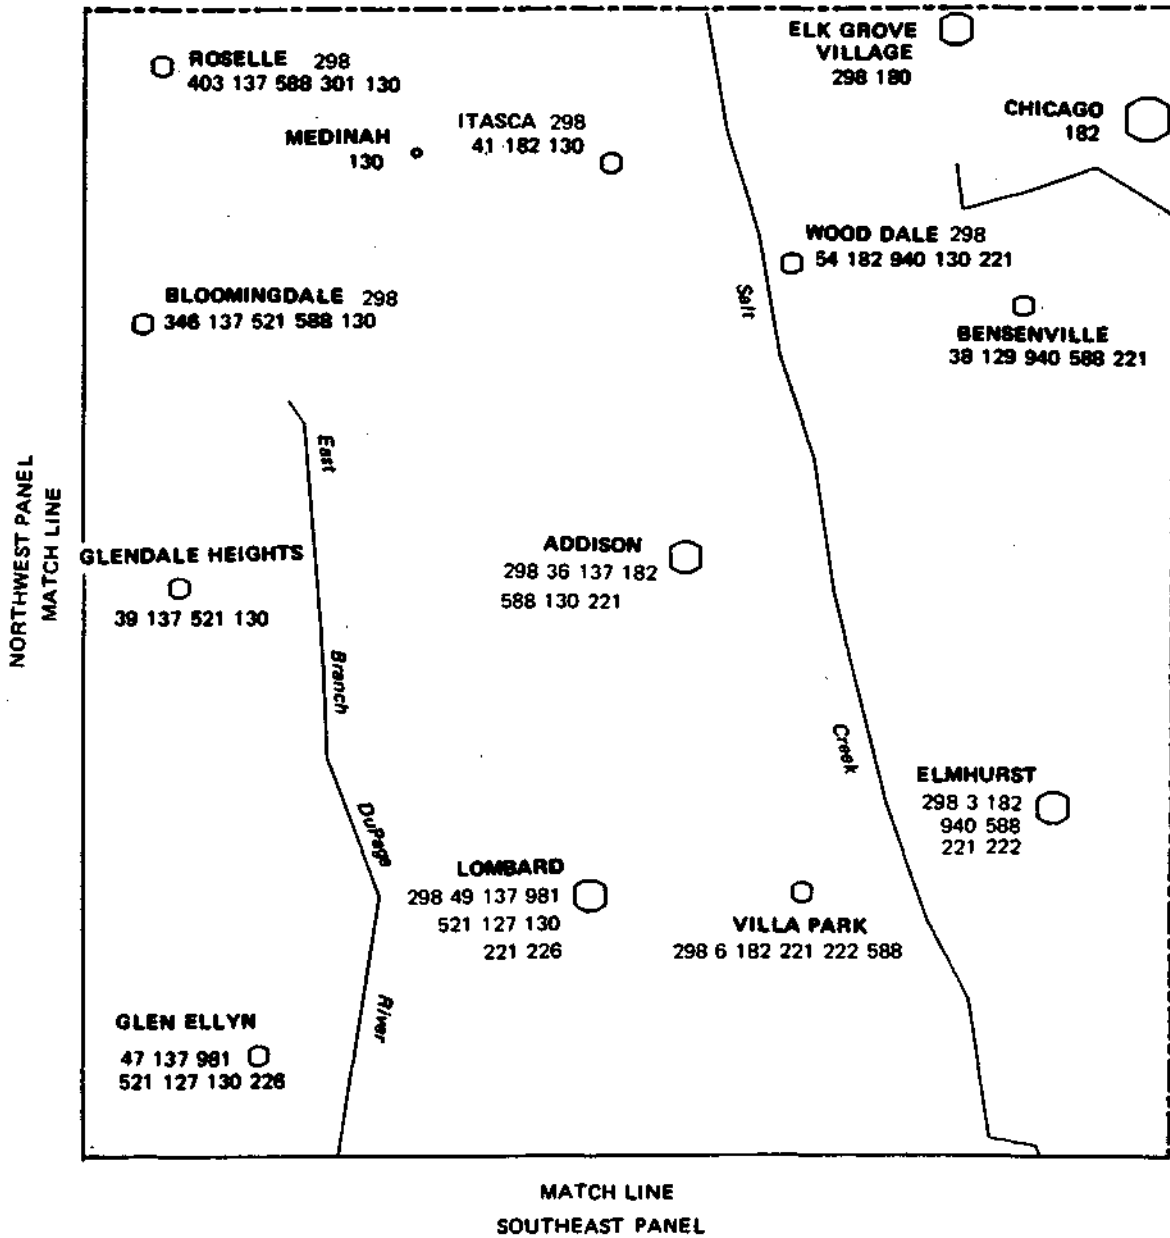 ELK GROVE
VILLAGE
298 180
ROSELLE 298
403 137 588 301 130
CHICAGO
182
ITASCA 298
41 182 130
MEDINAH
130
WOOD DALE 298
54 182 940 130 221
Salt
BLOOMINGDALE 298
346 137 521 588 130
BENSENVILLE
38 129 940 588 221
East
NORTHWEST PANEL
MATCH LINE
GLENDALE HEIGHTS
39 137 521 130
ADDISON
298 36 137 182
588 130 221
Branch
Creek
ELMHURST
298 3 182
940 588
221 222
DuPage
LOMBARD
298 49 137 981
521 127 130
221 226
VILLA PARK
298 6 182 221 222 588
River
GLEN ELLYN
47 137 981
521 127 130 226
MATCH LINE
SOUTHEAST PANEL